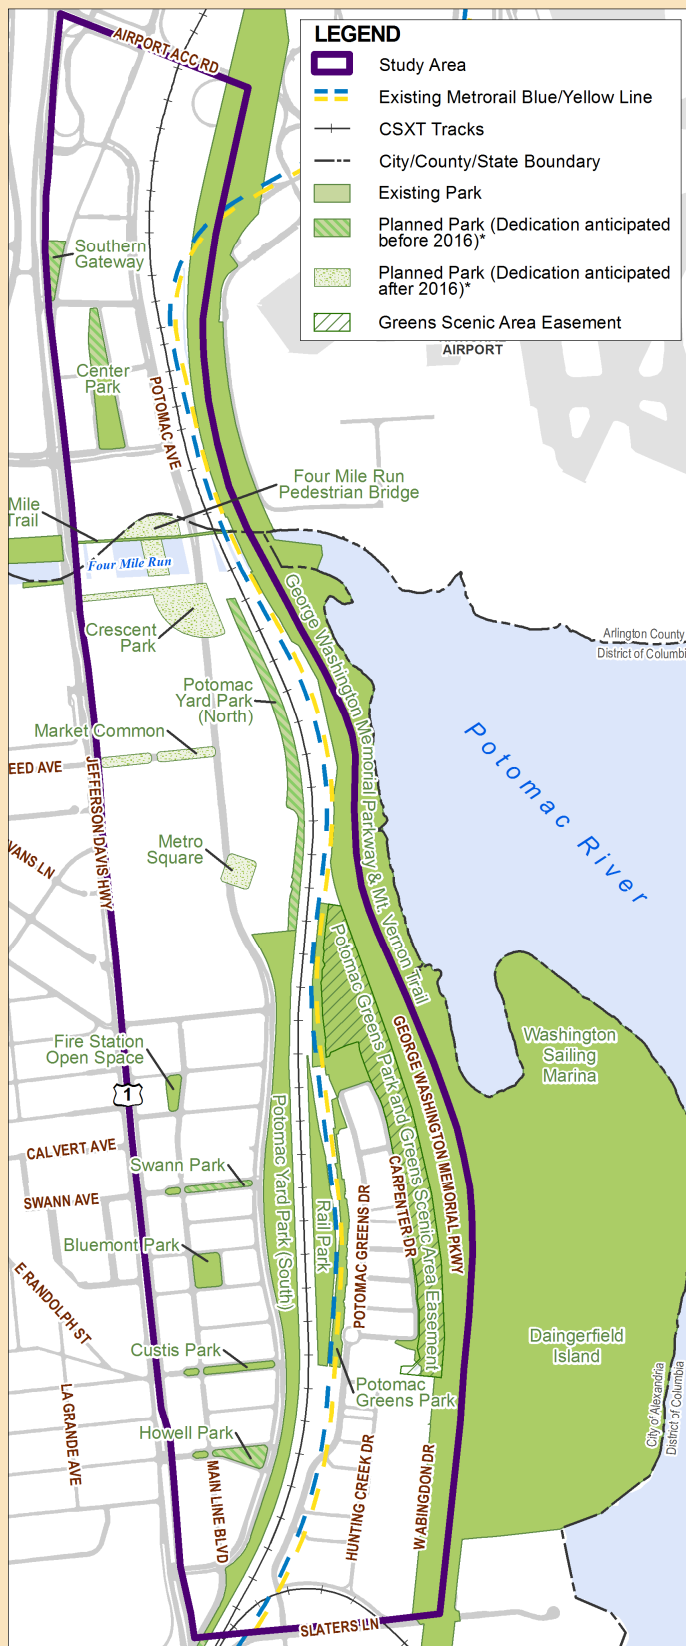 LEGEND
Study Area
Existing Metrorail Blue/Yellow Line
CSXT Tracks
City/County/State Boundary
Existing Park
Planned Park (Dedication anticipated
before 2016)*
Planned Park (Dedication anticipated
after 2016)*
Greens Scenic Area Easement
AIRPORT ACC RD
Southern
Gateway
AIRPORT
Center
Park
POTOMAC AVE
Four Mile Run
Pedestrian Bridge
Mile
Trail
Four Mile Run
George Washington Memorial Parkway & Mt. Vernon Trail
Crescent
Park
Arlington County
District of Columbi
Potomac
Yard Park
(North)
Market Common
Potomac River
EED AVE
JEFFERSON DAVIS HWY
Metro
Square
VANS LN
Potomac Greens Park and Greens Scenic Area Easement
GEORGE WASHINGTON MEMORIAL PKWY
Washington
Sailing
Marina
Fire Station
Open Space
1
Potomac Yard Park (South)
CALVERT AVE
Swann Park
CARPENTER DR
SWANN AVE
Rail Park
POTOMAC GREENS DR
Bluemont Park
E RANDOLPH ST
Daingerfield
Island
Custis Park
Potomac
Greens Park
City of Alexandria
District of Columbia
LA GRANDE AVE
Howell Park
MAIN LINE BLVD
HUNTING CREEK DR
W ABINGDON DR
SLATERS LN